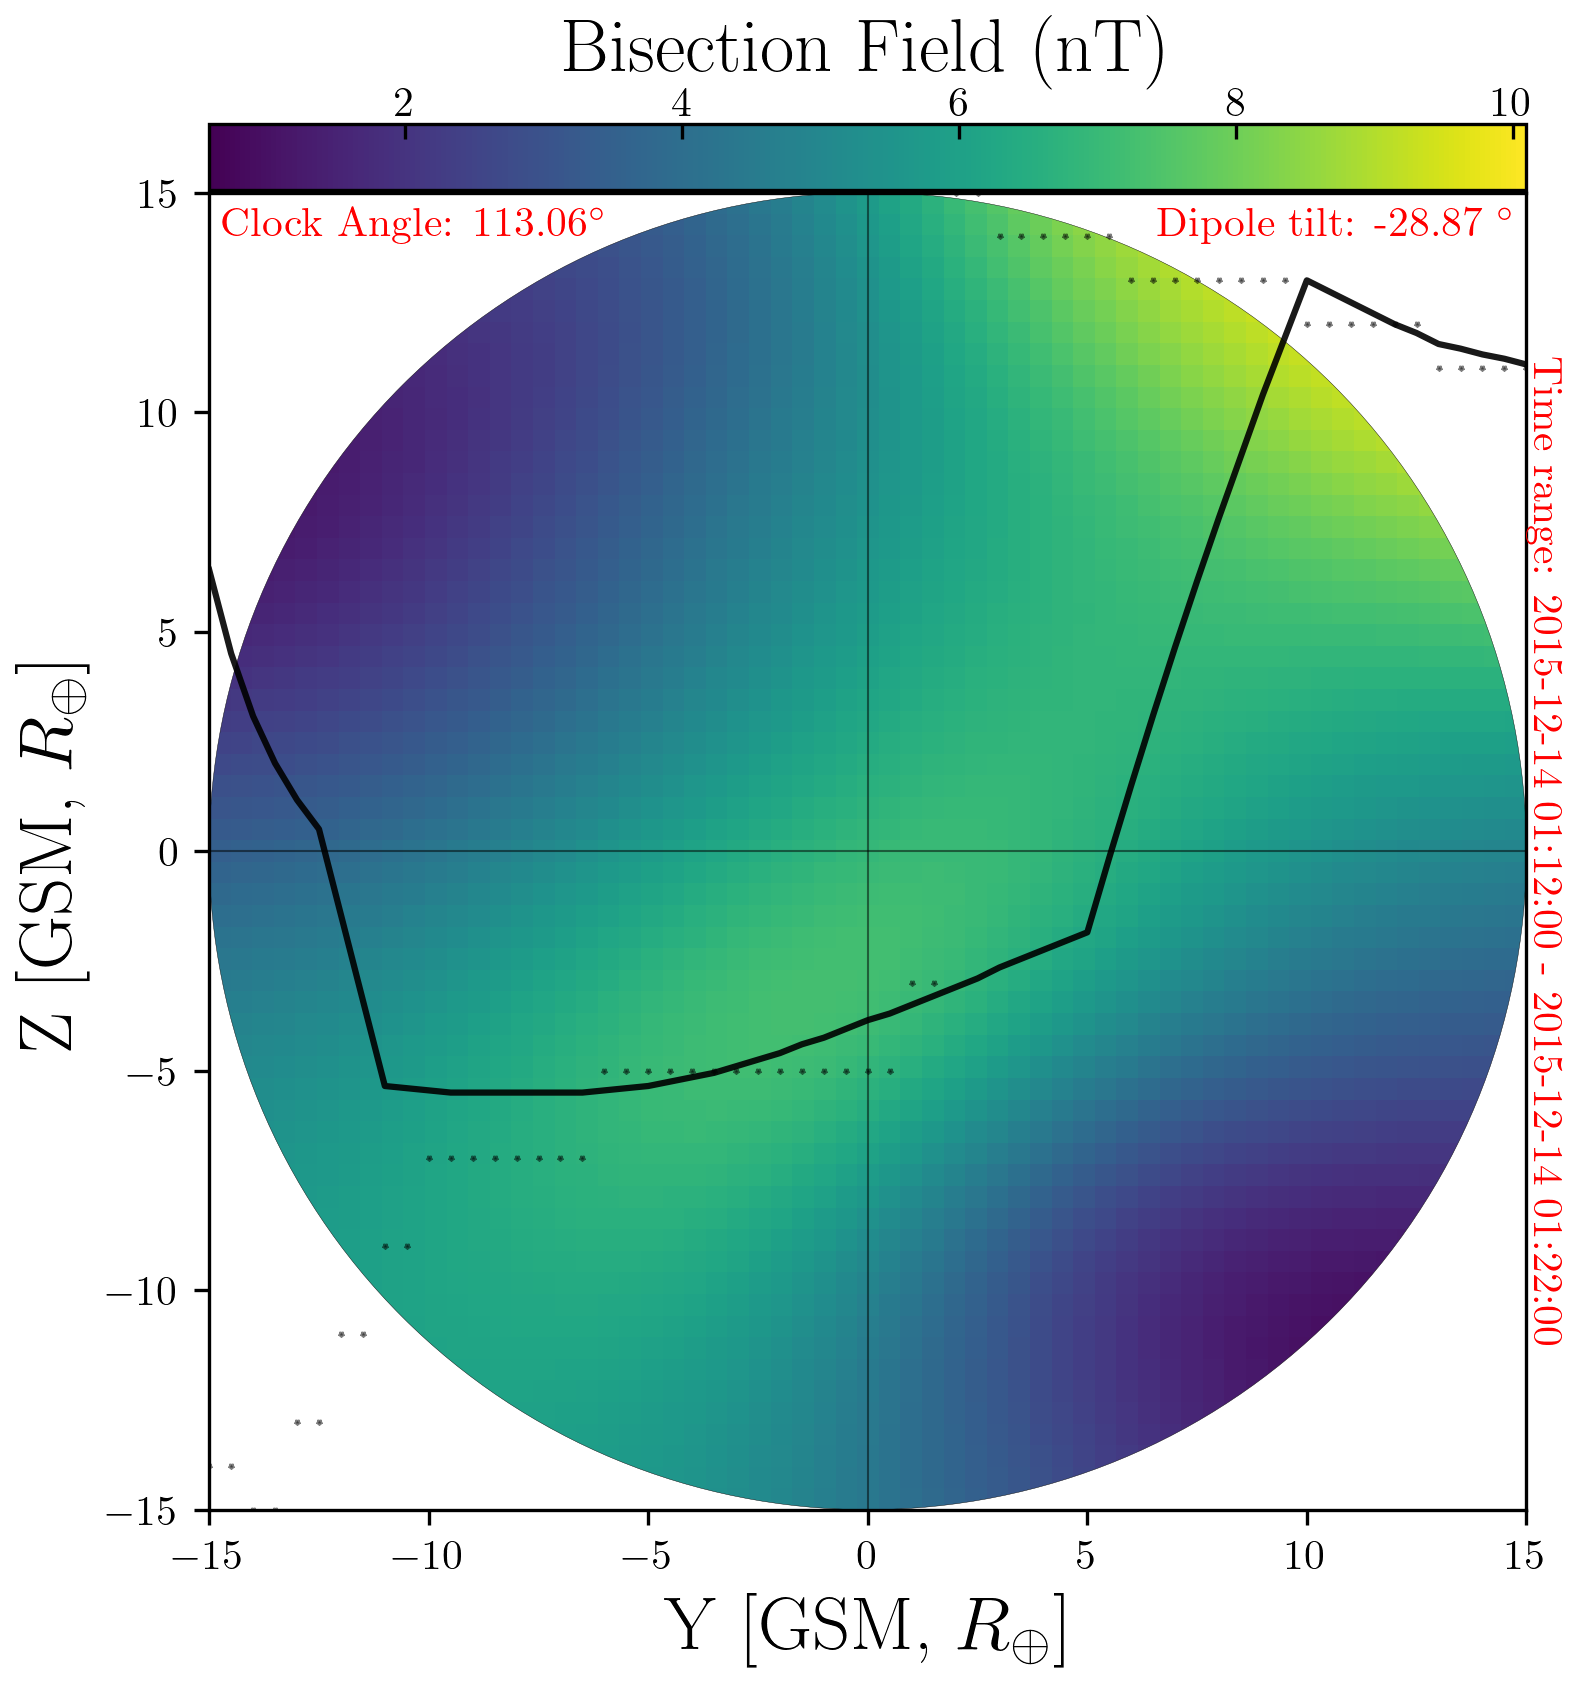 Bisection Field (nT)
2 4 6 8 10
Clock Angle: 113.06°
Dipole tilt: -28.87 °
15
10
5
0
−5
−10
−15
Z [GSM, R⊕]
Time range: 2015-12-14 01:12:00 - 2015-12-14 01:22:00
−15 −10 −5 0 5 10 15
Y [GSM, R⊕]